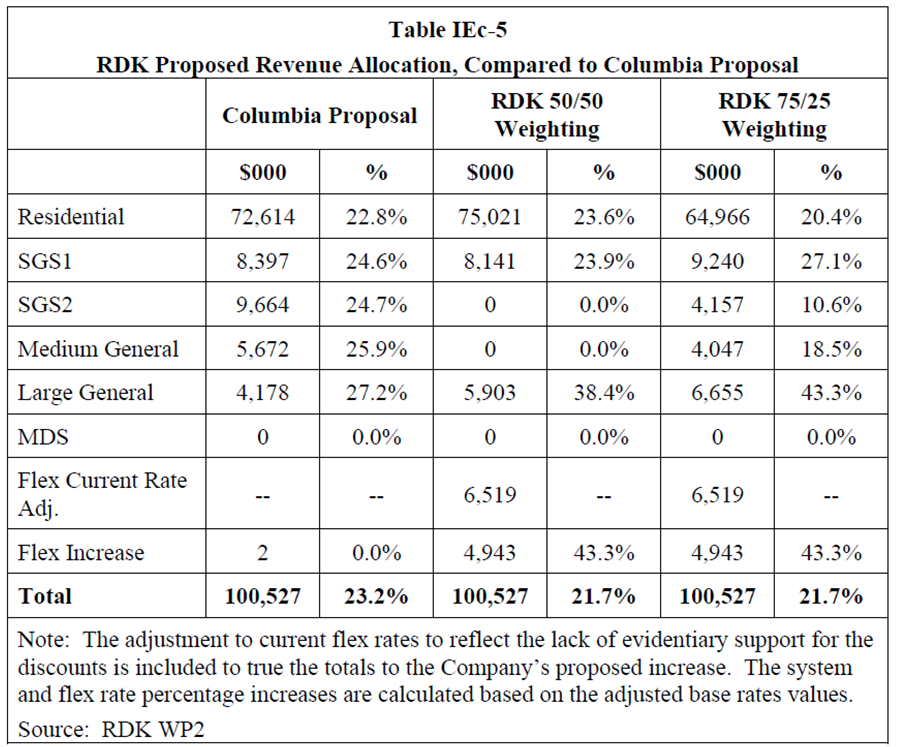 Table IEc-5
RDK Proposed Revenue Allocation, Compared to Columbia Proposal
Columbia Proposal RDK 50/50 Weighting RDK 75/25 Weighting
$000 % $000 % $000 %
Residential 72,614 22.8% 75,021 23.6% 64,966 20.4%
SGS1 8,397 24.6% 8,141 23.9% 9,240 27.1%
SGS2 9,664 24.7% 0 0.0% 4,157 10.6%
Medium General 5,672 25.9% 0 0.0% 4,047 18.5%
Large General 4,178 27.2% 5,903 38.4% 6,655 43.3%
MDS 0 0.0% 0 0.0% 0 0.0%
Flex Current Rate Adj. -- -- 6,519 -- 6,519 --
Flex Increase 2 0.0% 4,943 43.3% 4,943 43.3%
Total 100,527 23.2% 100,527 21.7% 100,527 21.7%
Note: The adjustment to current flex rates to reflect the lack of evidentiary support for the
discounts is included to true the totals to the Company's proposed increase. The system
and flex rate percentage increases are calculated based on the adjusted base rates values.
Source: RDK WP2